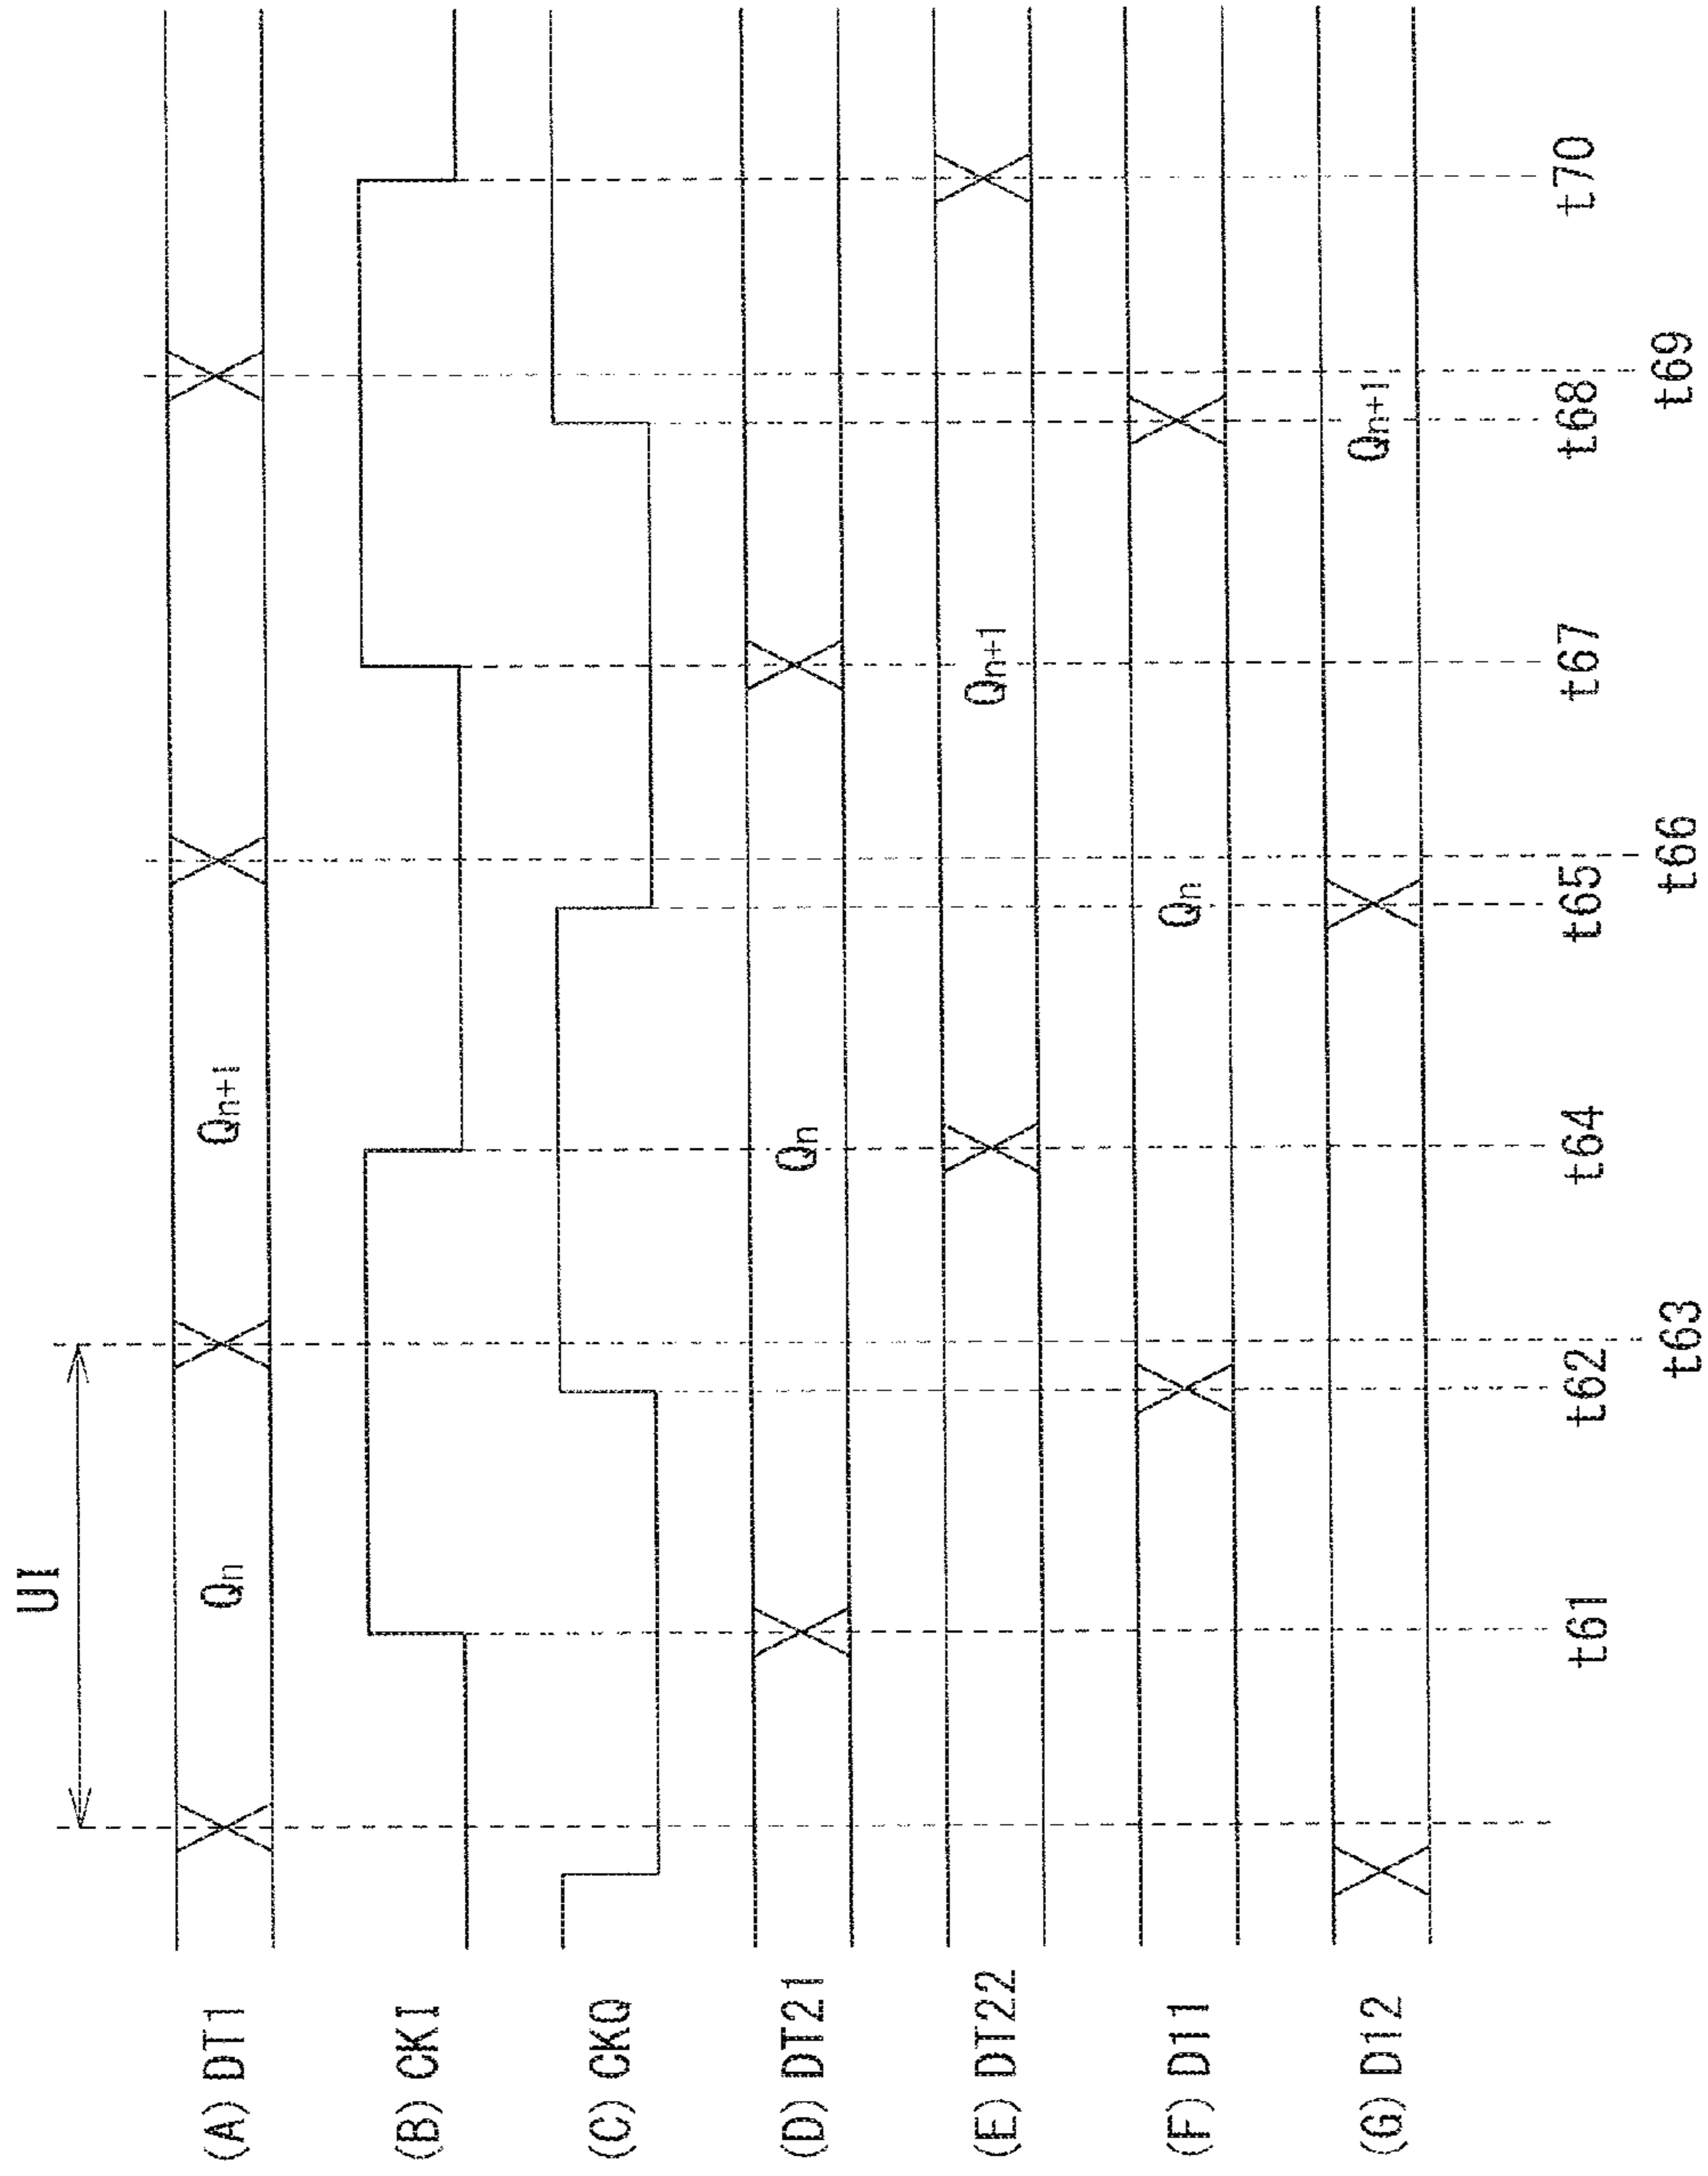 UI
(A) DT1
Qn
Qn+1
(B) CKI
(C) CKQ
(D) DT21
Qn
(E) DT22
Qn+1
(F) D11
Qn
(G) D12
Qn+1
t61
t62
t63
t64
t65
t66
t67
t68
t69
t70